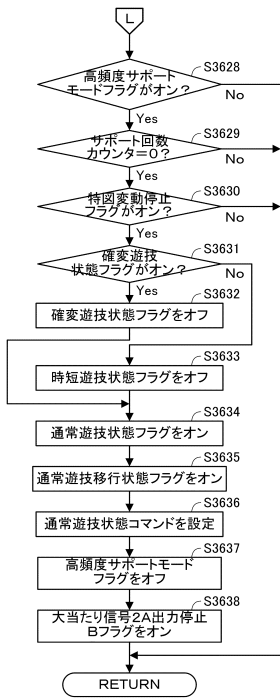 L
S3628
高頻度サポート
モードフラグがオン?
No
Yes
S3629
サポート回数
カウンタ=0?
No
Yes
S3630
特図変動停止
フラグがオン?
No
Yes
S3631
確変遊技
状態フラグがオン?
No
Yes
S3632
確変遊技状態フラグをオフ
S3633
時短遊技状態フラグをオフ
S3634
通常遊技状態フラグをオン
S3635
通常遊技移行状態フラグをオン
S3636
通常遊技状態コマンドを設定
S3637
高頻度サポートモード
フラグをオフ
S3638
大当たり信号2A出力停止
Bフラグをオン
RETURN